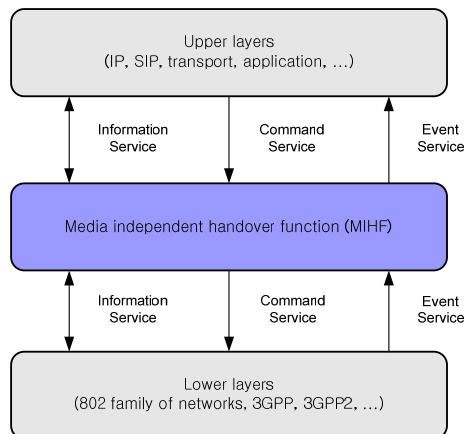 Upper layers
(IP, SIP, transport, application, ...)
Information
Service
Command
Service
Event
Service
Media independent handover function (MIHF)
Information
Service
Command
Service
Event
Service
Lower layers
(802 family of networks, 3GPP, 3GPP2, ...)